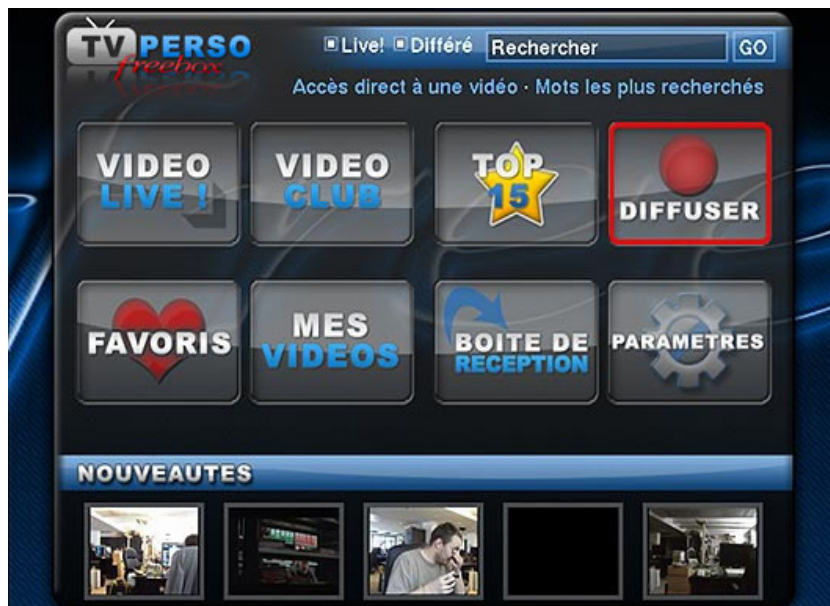 TV PERSO
freebox
Live! Différé Rechercher GO
Accès direct à une vidéo · Mots les plus recherchés
VIDEO
LIVE !
VIDEO
CLUB
TOP
15
DIFFUSER
FAVORIS
MES
VIDEOS
BOITE DE
RECEPTION
PARAMETRES
NOUVEAUTES